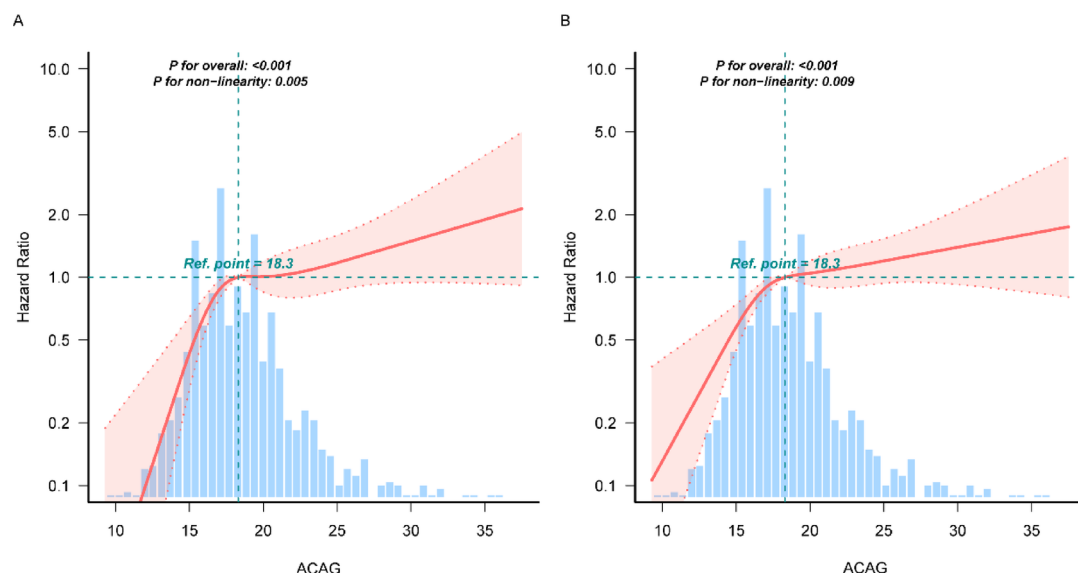 A
P for overall: <0.001
P for non−linearity: 0.005
10.0
5.0
2.0
1.0
0.5
0.2
0.1
Hazard Ratio
Ref. point = 18.3
10 15 20 25 30 35
ACAG
B
P for overall: <0.001
P for non−linearity: 0.009
10.0
5.0
2.0
1.0
0.5
0.2
0.1
Hazard Ratio
Ref. point = 18.3
10 15 20 25 30 35
ACAG